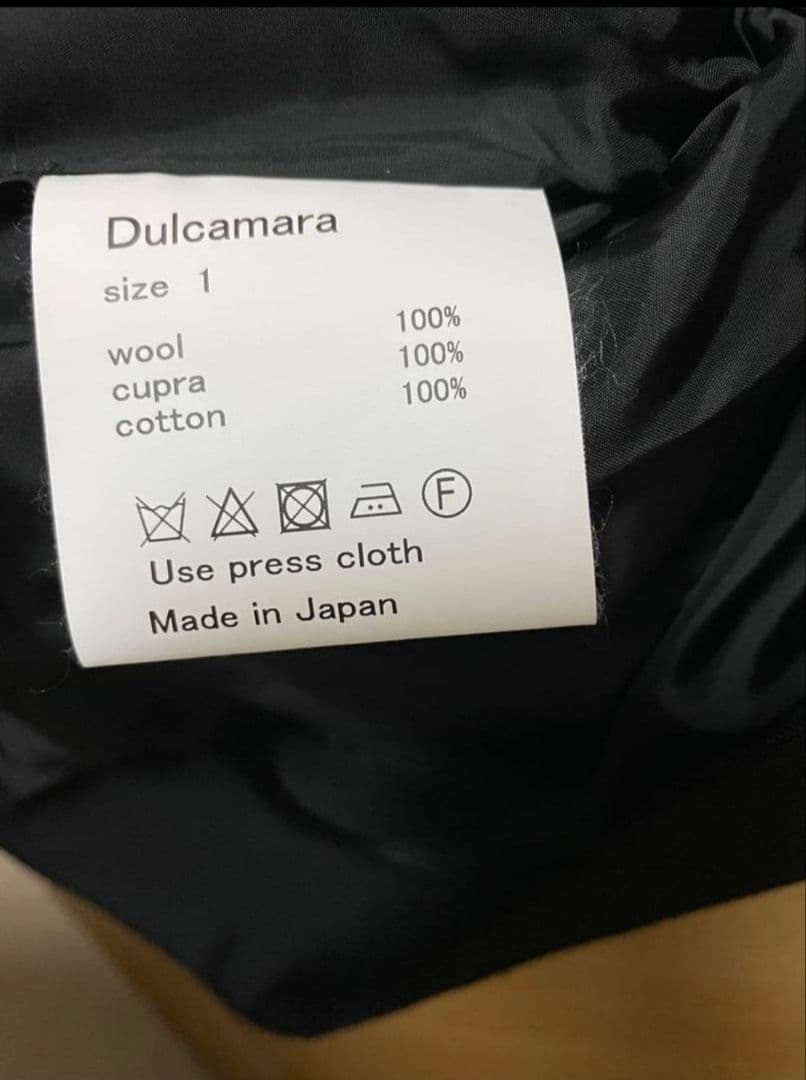 Dulcamara
size 1
wool 100%
cupra 100%
cotton 100%
F
Use press cloth
Made in Japan